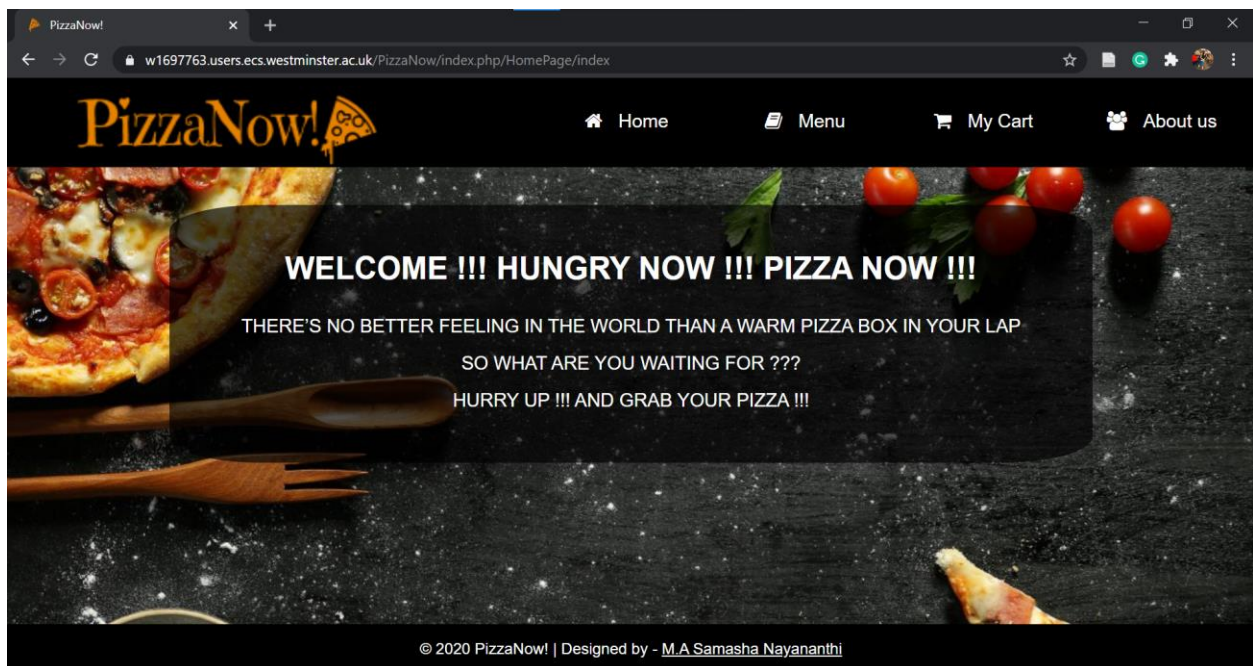 PizzaNow!
w1697763.users.ecs.westminster.ac.uk/PizzaNow/index.php/HomePage/index
PizzaNow!
Home
Menu
My Cart
About us
WELCOME !!! HUNGRY NOW !!! PIZZA NOW !!!
THERE'S NO BETTER FEELING IN THE WORLD THAN A WARM PIZZA BOX IN YOUR LAP
SO WHAT ARE YOU WAITING FOR ???
HURRY UP !!! AND GRAB YOUR PIZZA !!!
© 2020 PizzaNow! | Designed by - M.A Samasha Nayananthi